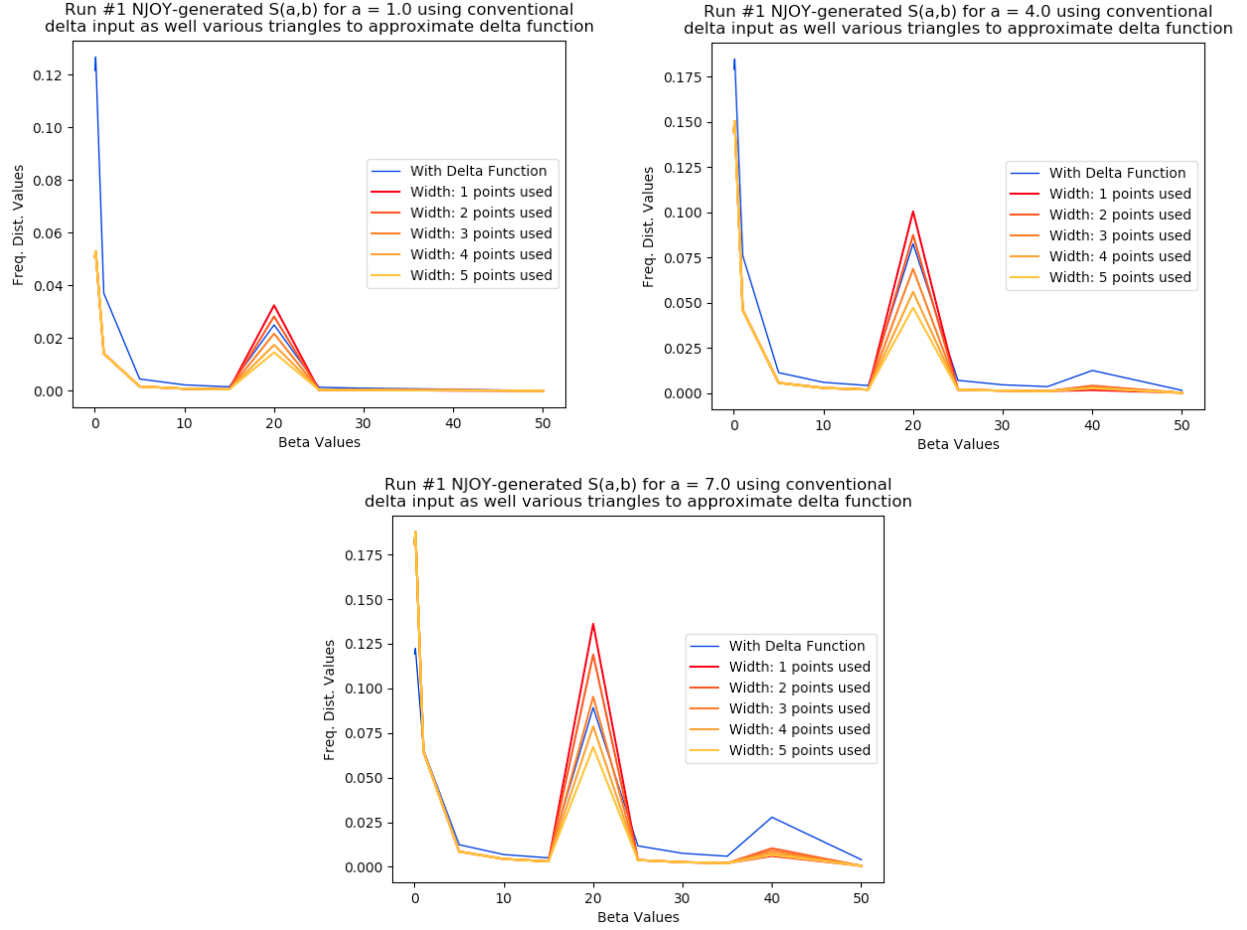 Run #1 NJOY-generated S(a,b) for a = 1.0 using conventional
delta input as well various triangles to approximate delta function
0.12
0.10
0.08
0.06
0.04
0.02
0.00
Freq. Dist. Values
With Delta Function
Width: 1 points used
Width: 2 points used
Width: 3 points used
Width: 4 points used
Width: 5 points used
0 10 20 30 40 50
Beta Values
Run #1 NJOY-generated S(a,b) for a = 4.0 using conventional
delta input as well various triangles to approximate delta function
0.175
0.150
0.125
0.100
0.075
0.050
0.025
0.000
Freq. Dist. Values
With Delta Function
Width: 1 points used
Width: 2 points used
Width: 3 points used
Width: 4 points used
Width: 5 points used
0 10 20 30 40 50
Beta Values
Run #1 NJOY-generated S(a,b) for a = 7.0 using conventional
delta input as well various triangles to approximate delta function
0.175
0.150
0.125
0.100
0.075
0.050
0.025
0.000
Freq. Dist. Values
With Delta Function
Width: 1 points used
Width: 2 points used
Width: 3 points used
Width: 4 points used
Width: 5 points used
0 10 20 30 40 50
Beta Values